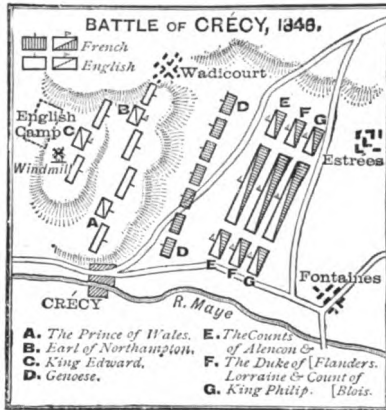 BATTLE OF CRÉCY, 1346.
French
English
Wadicourt
English
Camp
Windmill
B
C
A
D
D
E
F
G
E
F
G
Estrées
Fontaines
CRÉCY
R. Maye
A. The Prince of Wales.
B. Earl of Northampton.
C. King Edward.
D. Genoese.
E. The Counts
of Alencon &
F. The Duke of [Flanders.
Lorraine & Count of
G. King Philip. [Blois.